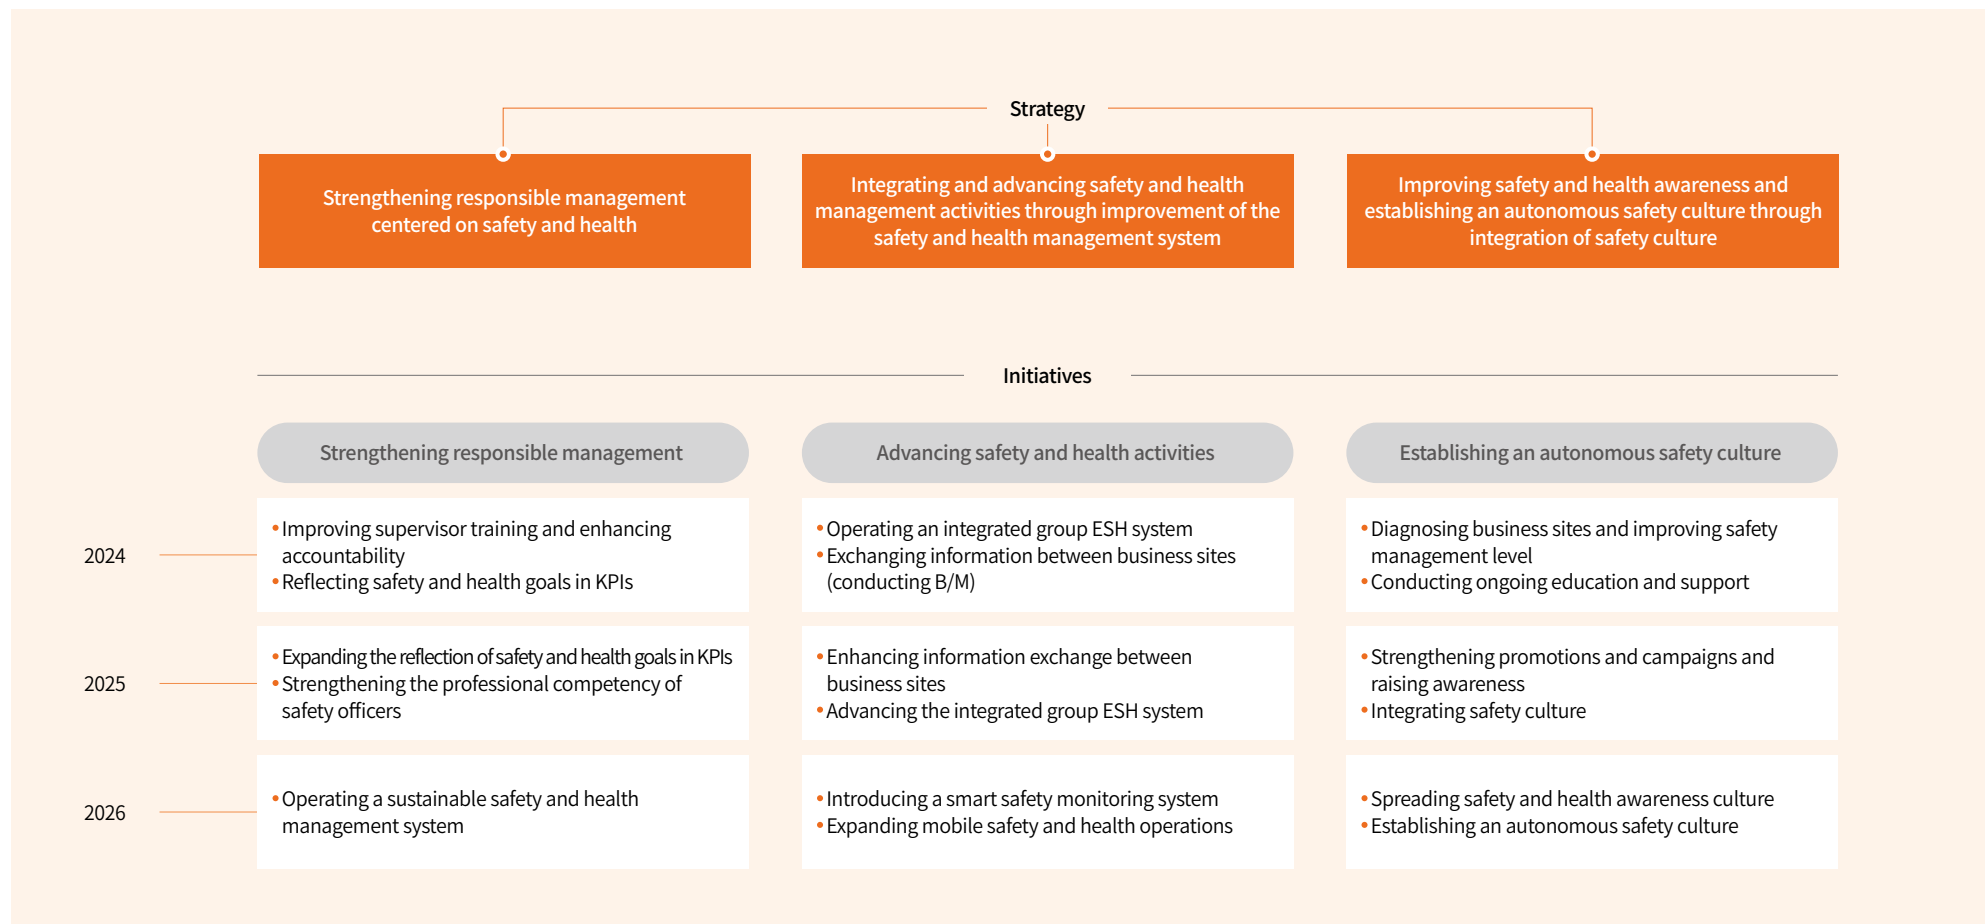 Strategy
Strengthening responsible management
centered on safety and health
Integrating and advancing safety and health
management activities through improvement of the
safety and health management system
Improving safety and health awareness and
establishing an autonomous safety culture through
integration of safety culture
Initiatives
Strengthening responsible management
Advancing safety and health activities
Establishing an autonomous safety culture
2024
•Improving supervisor training and enhancing
accountability
•Reflecting safety and health goals in KPIs
•Operating an integrated group ESH system
•Exchanging information between business sites
(conducting B/M)
•Diagnosing business sites and improving safety
management level
•Conducting ongoing education and support
2025
•Expanding the reflection of safety and health goals in KPIs
•Strengthening the professional competency of
safety officers
•Enhancing information exchange between
business sites
•Advancing the integrated group ESH system
•Strengthening promotions and campaigns and
raising awareness
•Integrating safety culture
2026
•Operating a sustainable safety and health
management system
•Introducing a smart safety monitoring system
•Expanding mobile safety and health operations
•Spreading safety and health awareness culture
•Establishing an autonomous safety culture